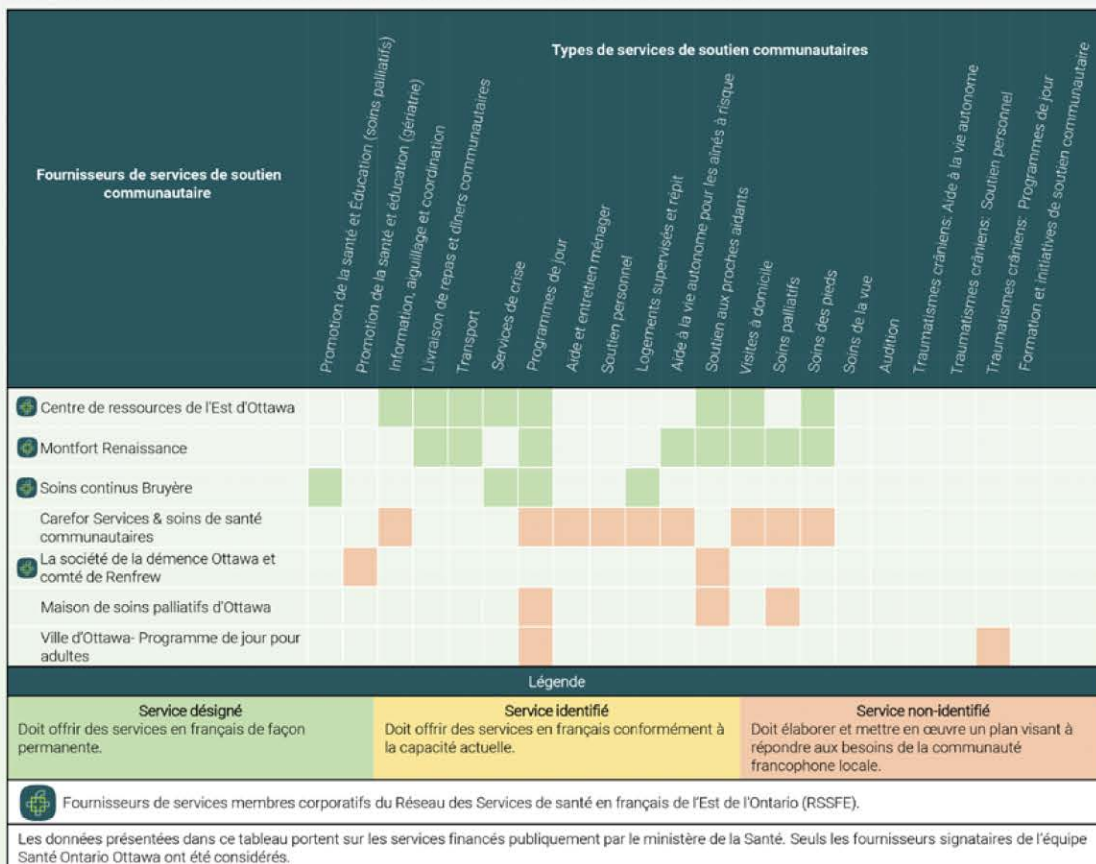 Types de services de soutien communautaires
Fournisseurs de services de soutien
communautaire
Promotion de la santé et Éducation (soins palliatifs)
Promotion de la santé et éducation (gériatrie)
Information, aiguillage et coordination
Livraison de repas et dîners communautaires
Transport
Services de crise
Programmes de jour
Aide et entretien ménager
Soutien personnel
Logements supervisés et répit
Aide à la vie autonome pour les aînés à risque
Soutien aux proches aidants
Visites à domicile
Soins palliatifs
Soins des pieds
Soins de la vue
Audition
Traumatismes crâniens: Aide à la vie autonome
Traumatismes crâniens: Soutien personnel
Traumatismes crâniens: Programmes de jour
Formation et initiatives de soutien communautaire
Centre de ressources de l'Est d'Ottawa
Montfort Renaissance
Soins continus Bruyère
Carefor Services & soins de santé
communautaires
La société de la démence Ottawa et
comté de Renfrew
Maison de soins palliatifs d'Ottawa
Ville d'Ottawa- Programme de jour pour
adultes
Légende
Service désigné
Doit offrir des services en français de façon
permanente.
Service identifié
Doit offrir des services en français conformément à
la capacité actuelle.
Service non-identifié
Doit élaborer et mettre en œuvre un plan visant à
répondre aux besoins de la communauté
francophone locale.
Fournisseurs de services membres corporatifs du Réseau des Services de santé en français de l'Est de l'Ontario (RSSFE).
Les données présentées dans ce tableau portent sur les services financés publiquement par le ministère de la Santé. Seuls les fournisseurs signataires de l'équipe
Santé Ontario Ottawa ont été considérés.